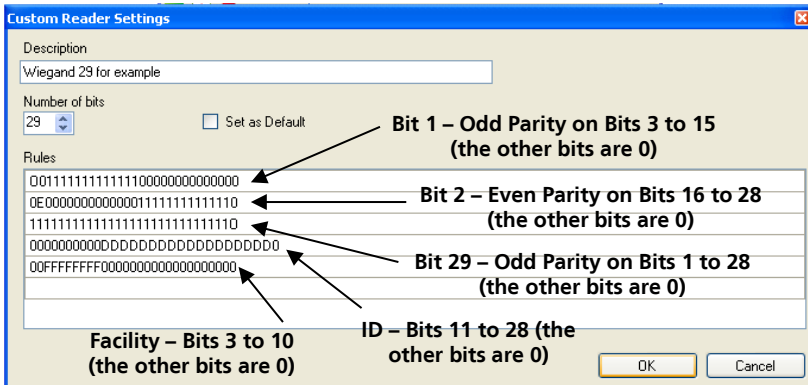 Custom Reader Settings
Description
Wiegand 29 for example
Number of bits
29
Set as Default
Rules
O0111111111111100000000000000
0E000000000000011111111111110
1111111111111111111111111111O
0000000000DDDDDDDDDDDDDDDDDD0
00FFFFFFFF0000000000000000000
Bit 1 – Odd Parity on Bits 3 to 15
(the other bits are 0)
Bit 2 – Even Parity on Bits 16 to 28
(the other bits are 0)
Bit 29 – Odd Parity on Bits 1 to 28
(the other bits are 0)
ID – Bits 11 to 28 (the
other bits are 0)
Facility – Bits 3 to 10
(the other bits are 0)
OK
Cancel